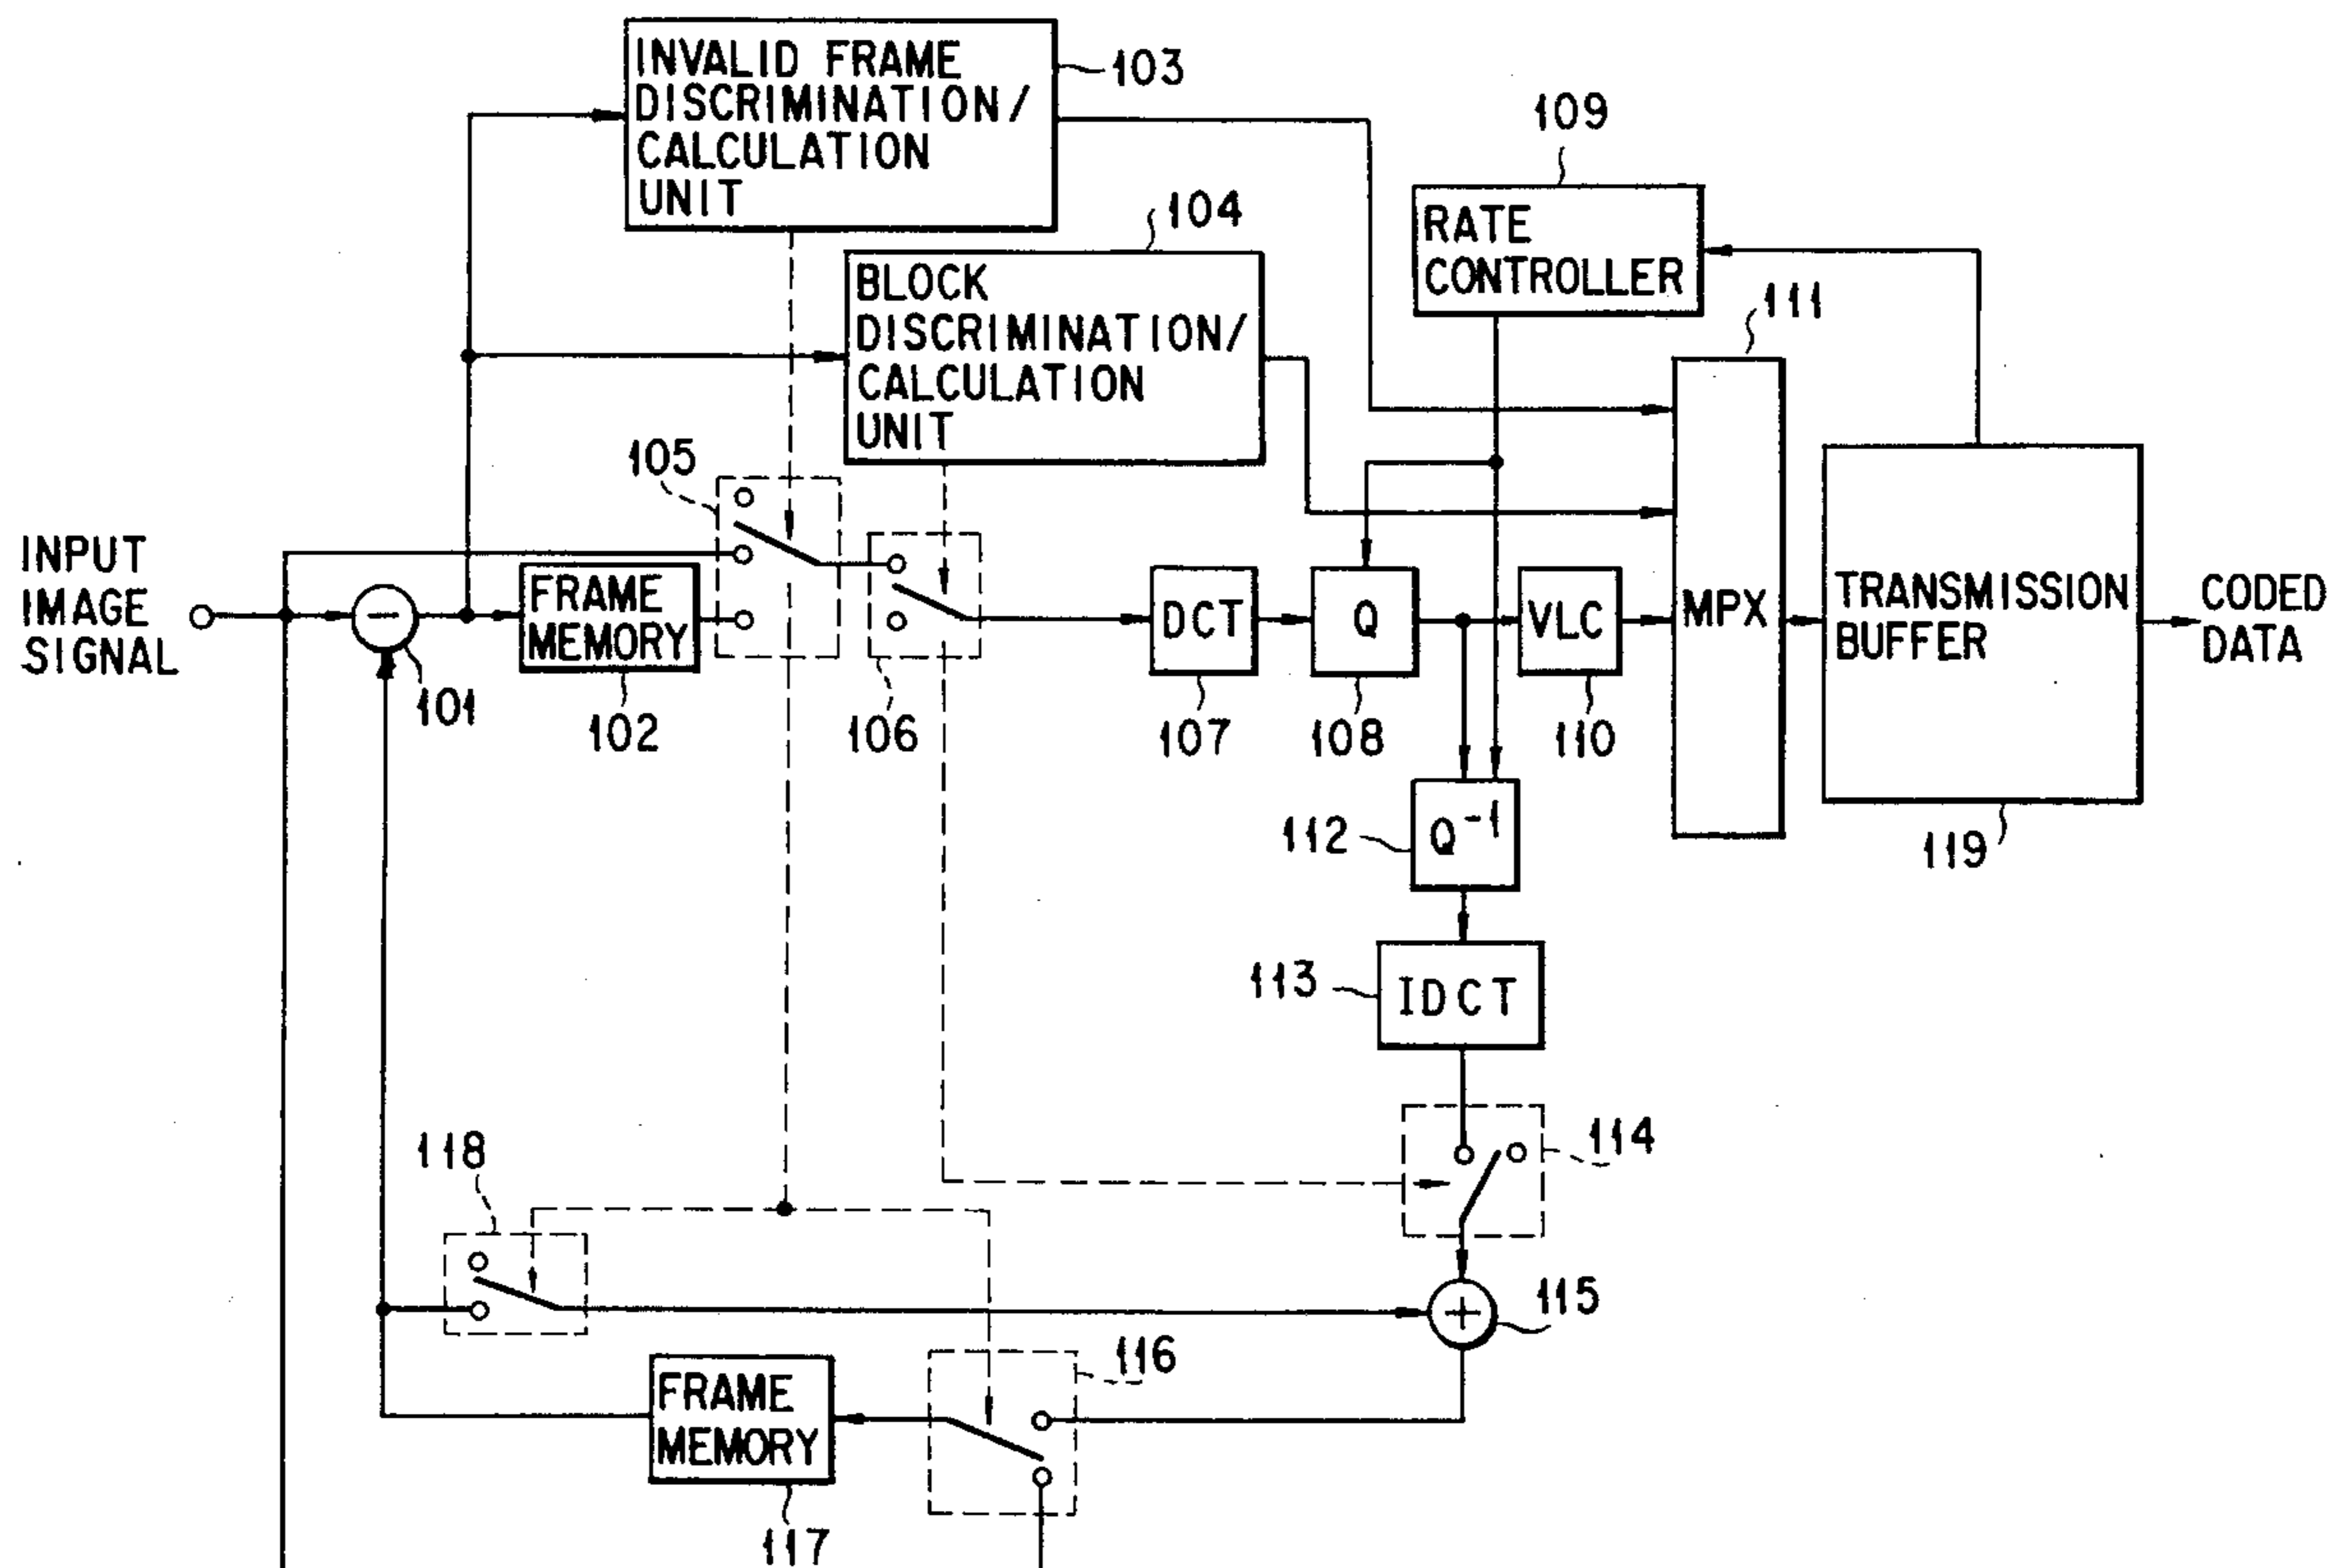 INVALID FRAME
DISCRIMINATION/
CALCULATION
UNIT
103
109
RATE
CONTROLLER
104
BLOCK
DISCRIMINATION/
CALCULATION
UNIT
111
105
INPUT
IMAGE
SIGNAL
−
101
FRAME
MEMORY
102
106
DCT
107
Q
108
VLC
110
MPX
TRANSMISSION
BUFFER
119
CODED
DATA
112
Q⁻¹
113
IDCT
114
118
+
115
116
FRAME
MEMORY
117